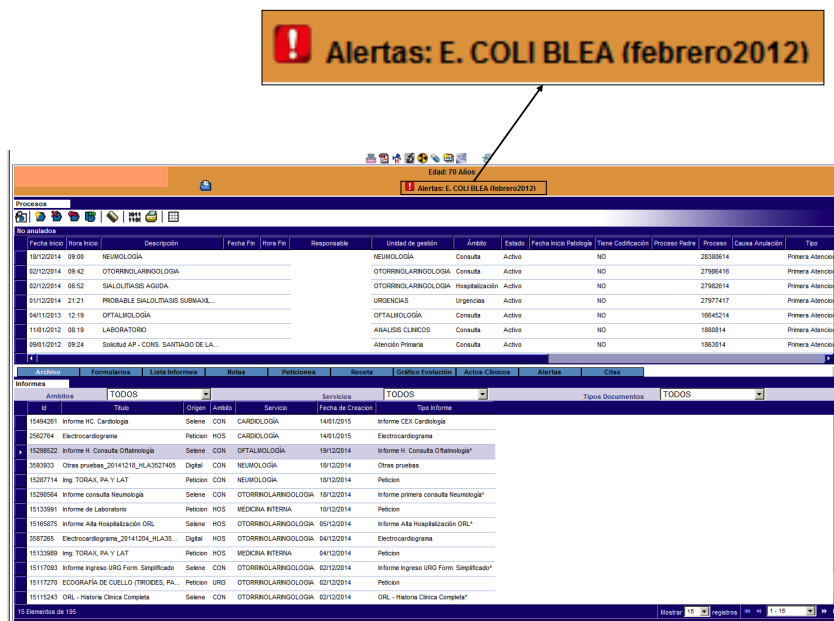 Alertas: E. COLI BLEA (febrero2012)
Edad: 70 Años
Alertas: E. COLI BLEA (febrero2012)
Procesos
No anulados
Fecha Inicio Hora Inicio Descripción Fecha Fin Hora Fin Responsable Unidad de gestión Ámbito Estado Fecha Inicio Patología Tiene Codificación Proceso Padre Proceso Causa Anulación Tipo
18/12/2014 09:00 NEUMOLOGÍA NEUMOLOGÍA Consulta Activo NO 28380614 Primera Atencion
02/12/2014 09:42 OTORRINOLARINGOLOGIA OTORRINOLARINGOLOGIA Consulta Activo NO 27986416 Primera Atencion
02/12/2014 08:52 SIALOLITIASIS AGUDA. OTORRINOLARINGOLOGIA Hospitalización Activo NO 27982614 Primera Atencion
01/12/2014 21:21 PROBABLE SIALOLITIASIS SUBMAXIL... URGENCIAS Urgencias Activo NO 27977417 Primera Atencion
04/11/2013 12:19 OFTALMOLOGÍA OFTALMOLOGÍA Consulta Activo NO 16645214 Primera Atencion
11/01/2012 08:19 LABORATORIO ANALISIS CLINICOS Consulta Activo NO 1880814 Primera Atencion
09/01/2012 09:24 Solicitud AP - CONS. SANTIAGO DE LA... Atención Primaria Consulta Activo NO 1863014 Primera Atencion
Archivo Formularios Lista Informes Notas Peticiones Receta Gráfico Evolución Actos Clínicos Alertas Citas
Informes
Ámbitos TODOS Servicios TODOS Tipos Documentos TODOS
Id Titulo Origen Ambito Servicio Fecha de Creacion Tipo Informe
15494261 Informe HC. Cardiologia Selene CON CARDIOLOGÍA 14/01/2015 Informe CEX Cardiología
2562764 Electrocardiograma Peticion HOS CARDIOLOGÍA 14/01/2015 Electrocardiograma
15298522 Informe H. Consulta Oftalmología Selene CON OFTALMOLOGÍA 19/12/2014 Informe H. Consulta Oftalmología*
3593933 Otras pruebas_20141218_HLA3527405 Digital CON NEUMOLOGÍA 18/12/2014 Otras pruebas
15287714 Img: TORAX, PA Y LAT Peticion CON NEUMOLOGÍA 18/12/2014 Peticion
15290564 Informe consulta Neumología Selene CON OTORRINOLARINGOLOGIA 18/12/2014 Informe primera consulta Neumología*
15133991 Informe de Laboratorio Peticion HOS MEDICINA INTERNA 10/12/2014 Peticion
15165875 Informe Alta Hospitalización ORL Selene HOS OTORRINOLARINGOLOGIA 05/12/2014 Informe Alta Hospitalización ORL*
3587265 Electrocardiograma_20141204_HLA35... Digital HOS OTORRINOLARINGOLOGIA 04/12/2014 Electrocardiograma
15133989 Img: TORAX, PA Y LAT Peticion HOS MEDICINA INTERNA 04/12/2014 Peticion
15117093 Informe Ingreso URG Form. Simplificado Selene CON OTORRINOLARINGOLOGIA 02/12/2014 Informe Ingreso URG Form. Simplificado*
15117270 ECOGRAFÍA DE CUELLO (TIROIDES, PA... Peticion URG OTORRINOLARINGOLOGIA 02/12/2014 Peticion
15115243 ORL - Historia Clinica Completa Selene CON OTORRINOLARINGOLOGIA 02/12/2014 ORL - Historia Clinica Completa*
15 Elementos de 195 Mostrar 15 registros 1 - 15